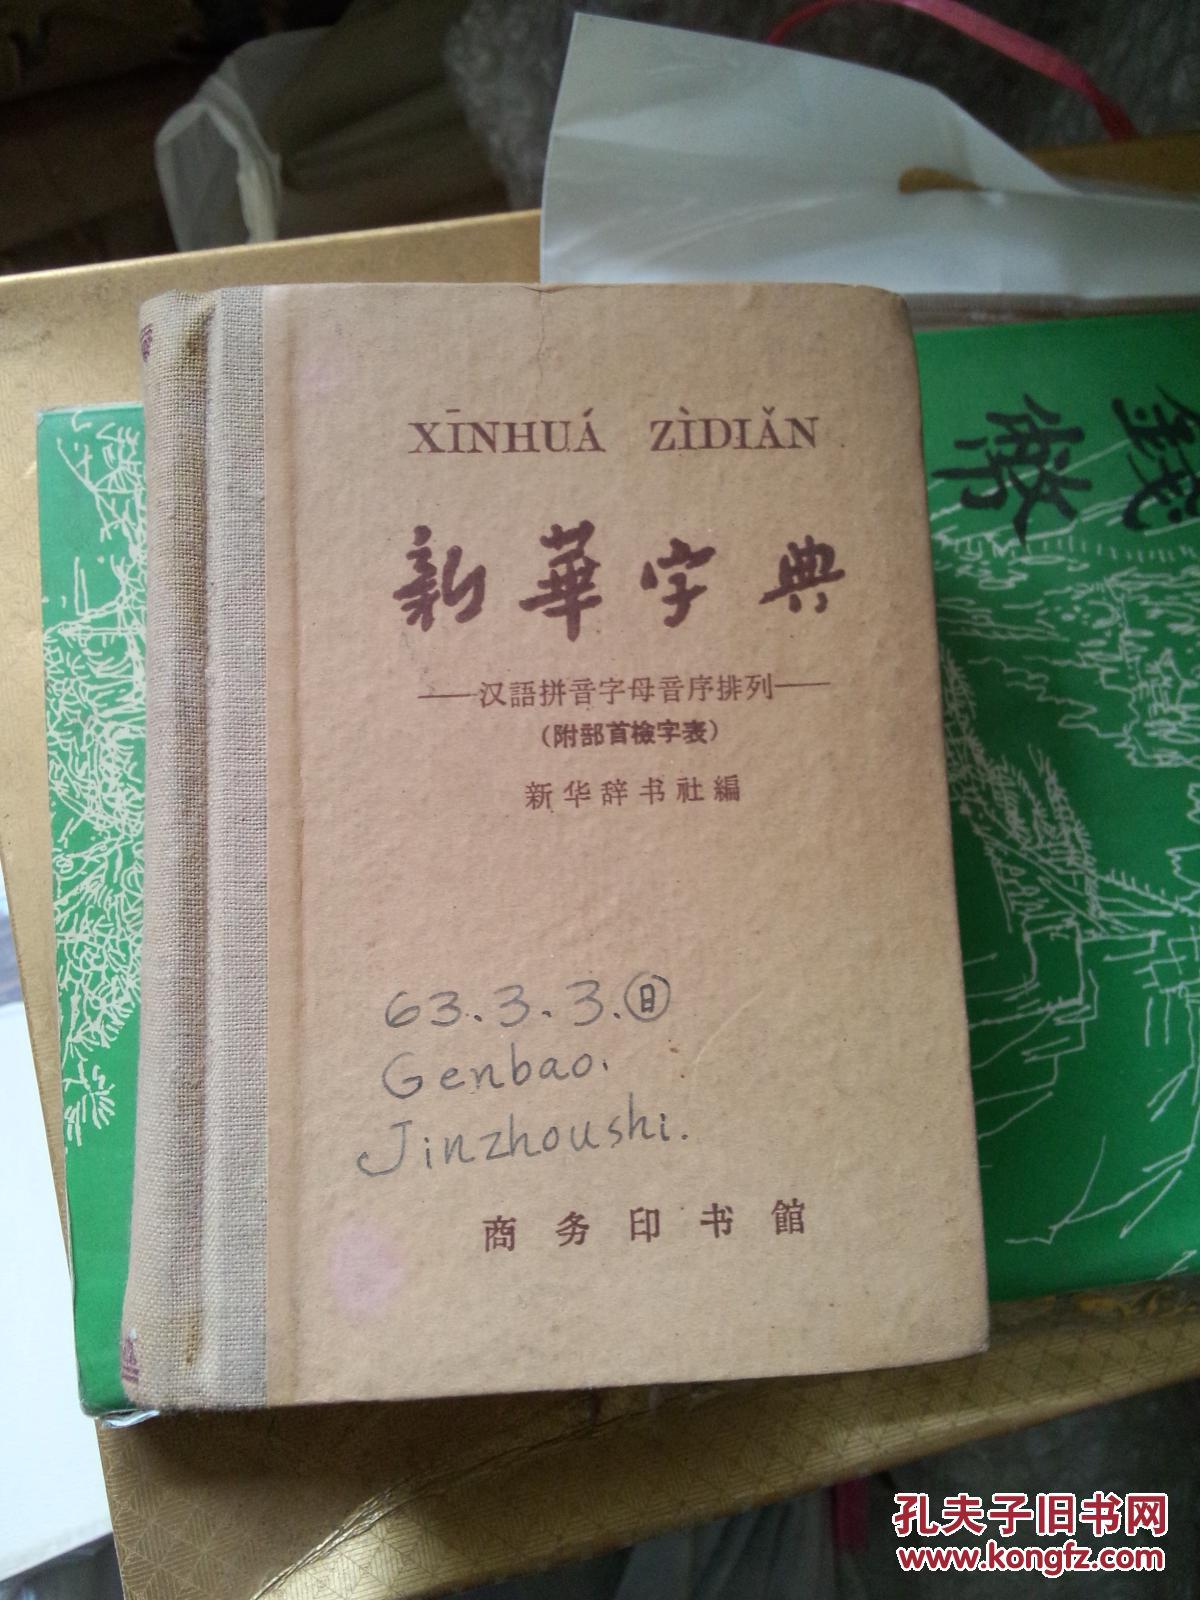 XĪNHUÁ ZÌDIǍN
新華字典
——汉語拼音字母音序排列——
(附部首檢字表)
新华辞书社編
63.3.3.㊐
Genbao.
Jinzhoushi.
商务印书館
孔夫子旧书网
www.kongfz.com